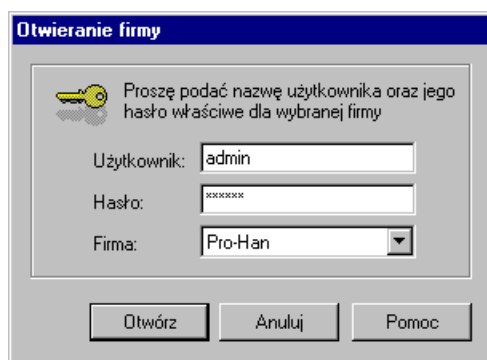 Otwieranie firmy
Proszę podać nazwę użytkownika oraz jego
hasło właściwe dla wybranej firmy
Użytkownik: admin
Hasło: ******
Firma: Pro-Han
Otwórz Anuluj Pomoc